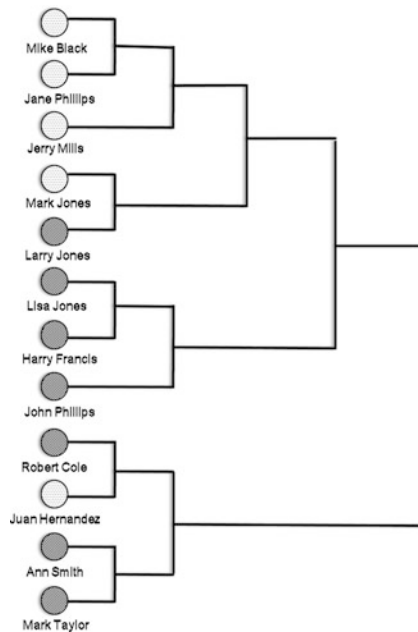 Mike Black
Jane Phillips
Jerry Mills
Mark Jones
Larry Jones
Lisa Jones
Harry Francis
John Phillips
Robert Cole
Juan Hernandez
Ann Smith
Mark Taylor